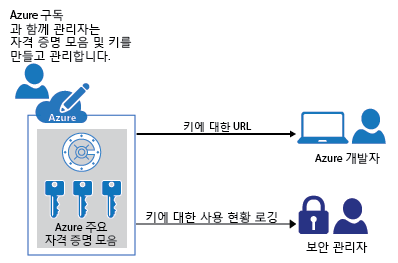 Azure 구독
과 함께 관리자는
자격 증명 모음 및 키를
만들고 관리합니다.
Azure
키에 대한 URL
Azure 개발자
Azure 주요
자격 증명 모음
키에 대한 사용 현황 로깅
보안 관리자